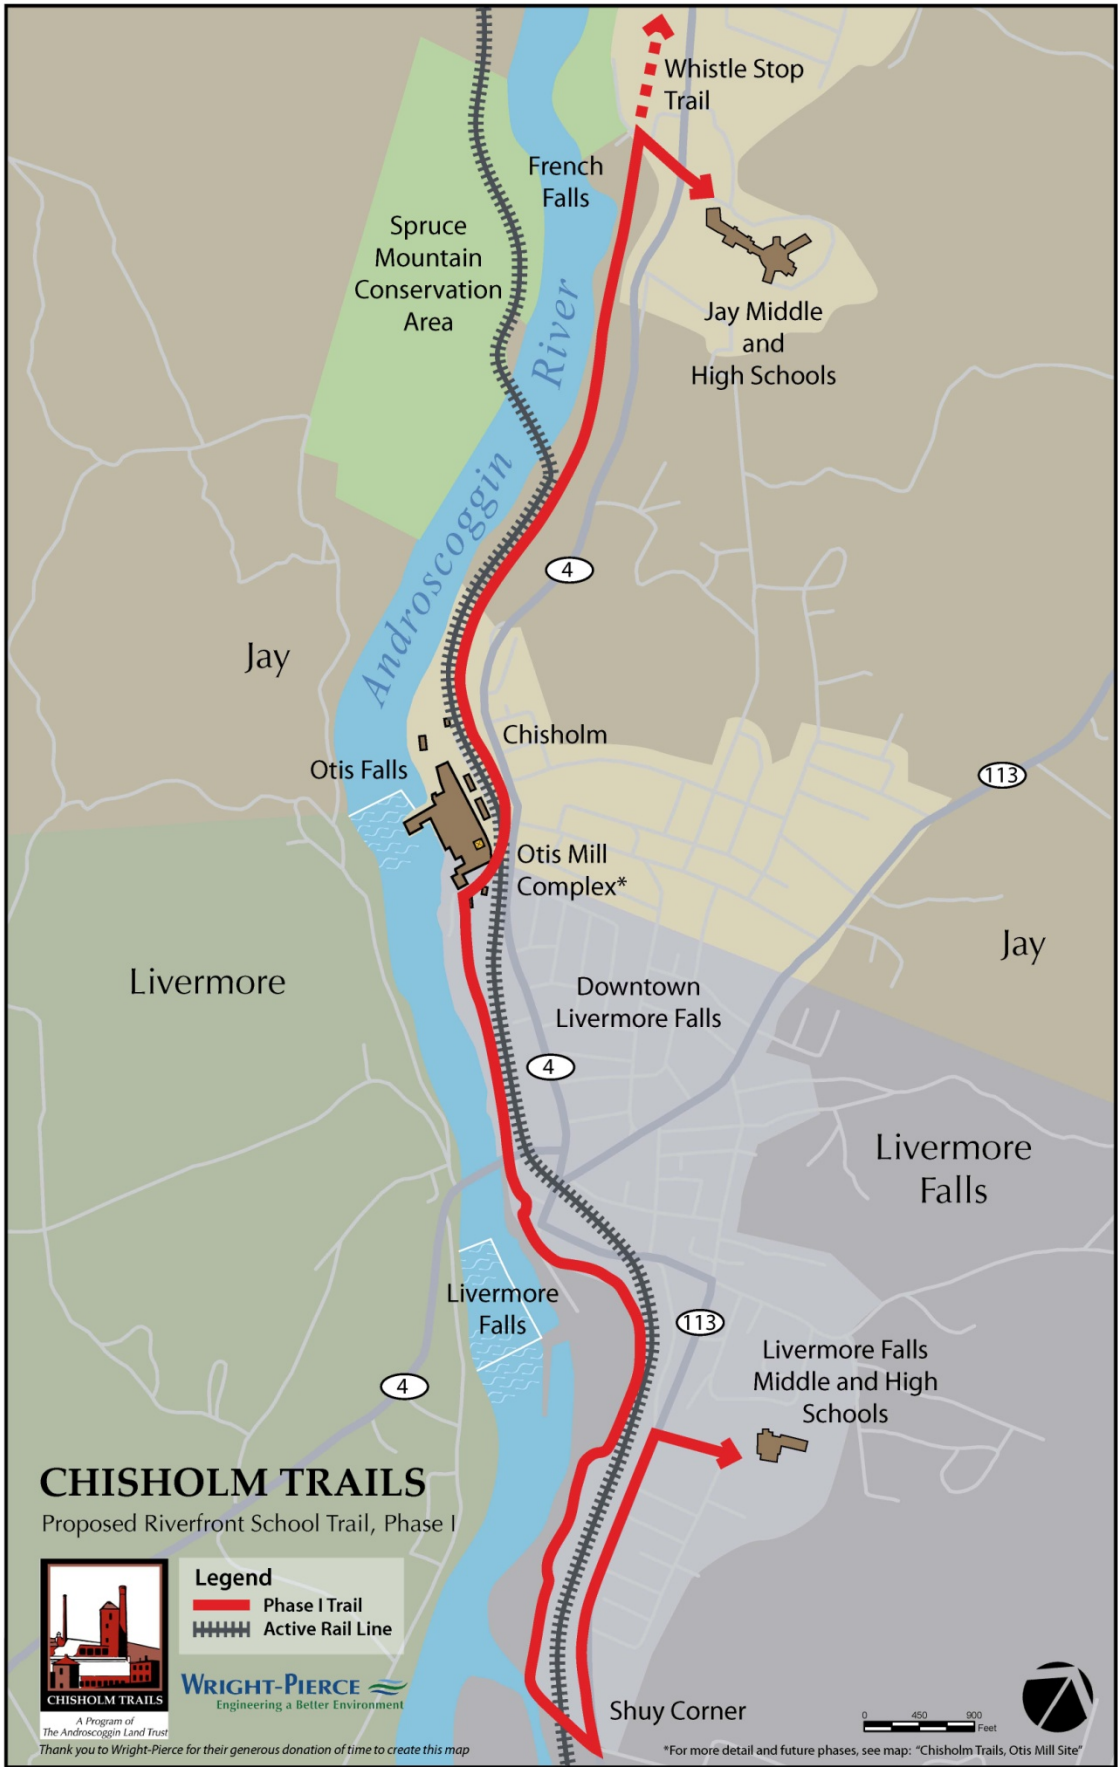 Whistle Stop
Trail
French
Falls
Spruce
Mountain
Conservation
Area
Jay Middle
and
High Schools
Androscoggin River
4
Jay
Chisholm
Otis Falls
113
Otis Mill
Complex*
Jay
Livermore
Downtown
Livermore Falls
4
Livermore
Falls
Livermore
Falls
113
Livermore Falls
Middle and High
Schools
4
CHISHOLM TRAILS
Proposed Riverfront School Trail, Phase I
Legend
Phase I Trail
Active Rail Line
CHISHOLM TRAILS
A Program of
The Androscoggin Land Trust
WRIGHT-PIERCE
Engineering a Better Environment
Shuy Corner
0 450 900
Feet
Thank you to Wright-Pierce for their generous donation of time to create this map
*For more detail and future phases, see map: "Chisholm Trails, Otis Mill Site"